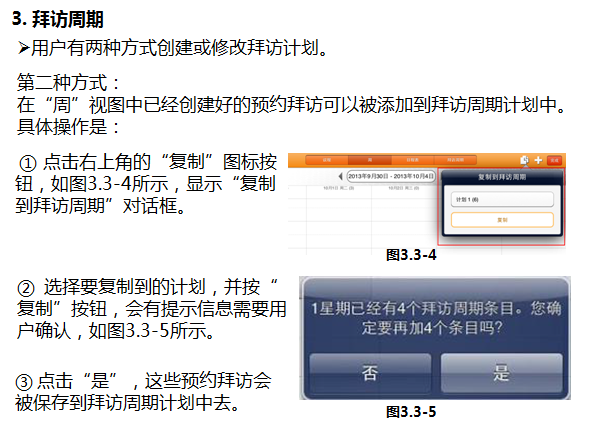 3. 拜访周期
➢用户有两种方式创建或修改拜访计划。
第二种方式：
在“周”视图中已经创建好的预约拜访可以被添加到拜访周期计划中。
具体操作是：
① 点击右上角的“复制”图标按
钮，如图3.3-4所示，显示“复制
到拜访周期”对话框。
2013年9月30日 - 2013年10月4日
复制到拜访周期
计划 1 (6)
复制
完成
图3.3-4
② 选择要复制到的计划，并按“
复制”按钮，会有提示信息需要用
户确认，如图3.3-5所示。
1星期已经有4个拜访周期条目。您确
定要再加4个条目吗?
否
是
③ 点击“是”，这些预约拜访会
被保存到拜访周期计划中去。
图3.3-5